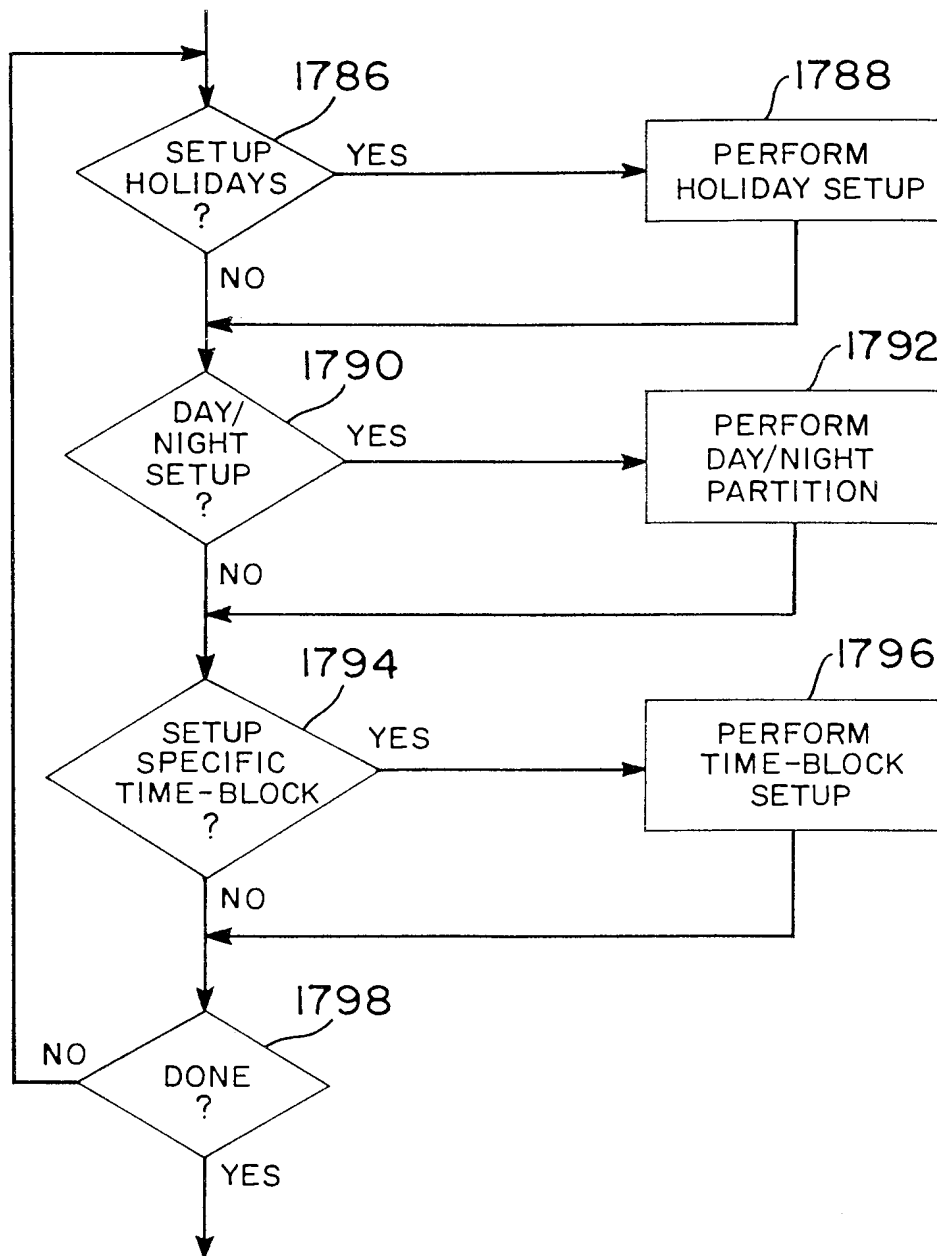 1786
SETUP
HOLIDAYS
?
YES
1788
PERFORM
HOLIDAY SETUP
NO
1790
DAY/
NIGHT
SETUP
?
YES
1792
PERFORM
DAY/NIGHT
PARTITION
NO
1794
SETUP
SPECIFIC
TIME-BLOCK
?
YES
1796
PERFORM
TIME-BLOCK
SETUP
NO
1798
DONE
?
NO
YES